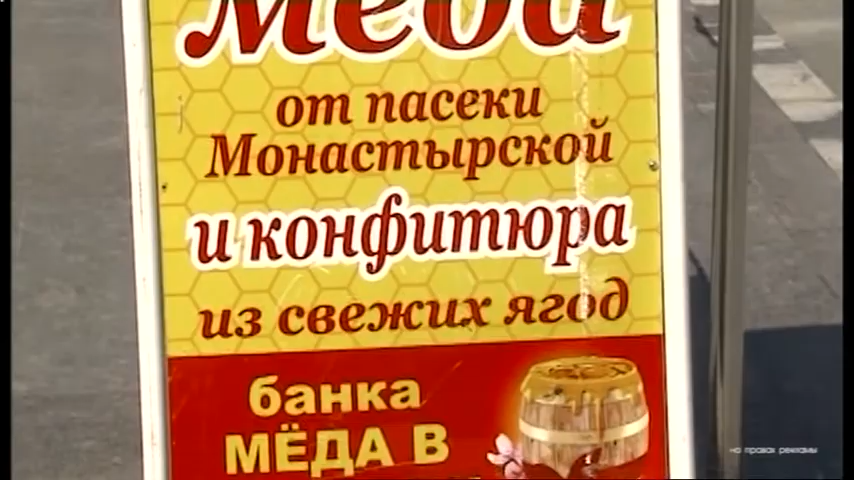 мёда
от пасеки
Монастырской
и конфитюра
из свежих ягод
банка
МЁДА В
на правах рекламы